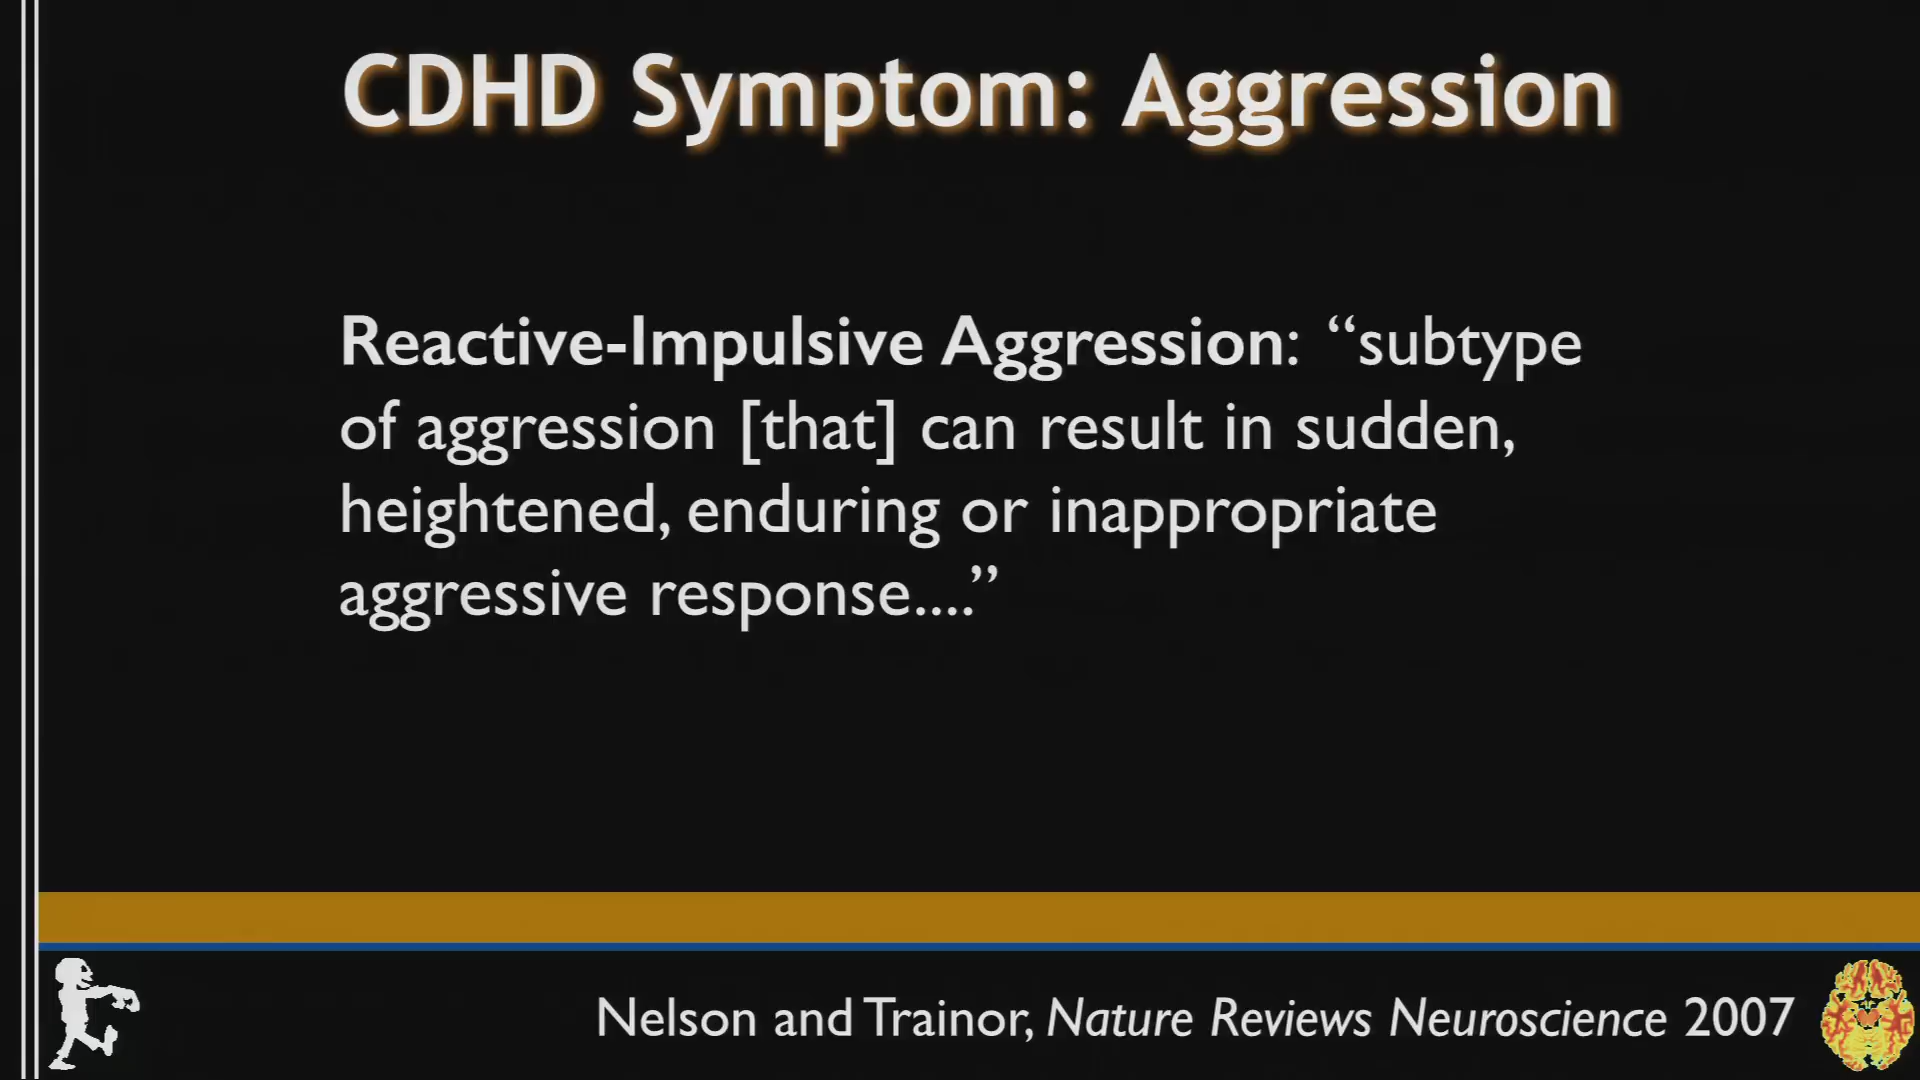 CDHD Symptom: Aggression
Reactive-Impulsive Aggression: “subtype
of aggression [that] can result in sudden,
heightened, enduring or inappropriate
aggressive response....”
Nelson and Trainor, Nature Reviews Neuroscience 2007